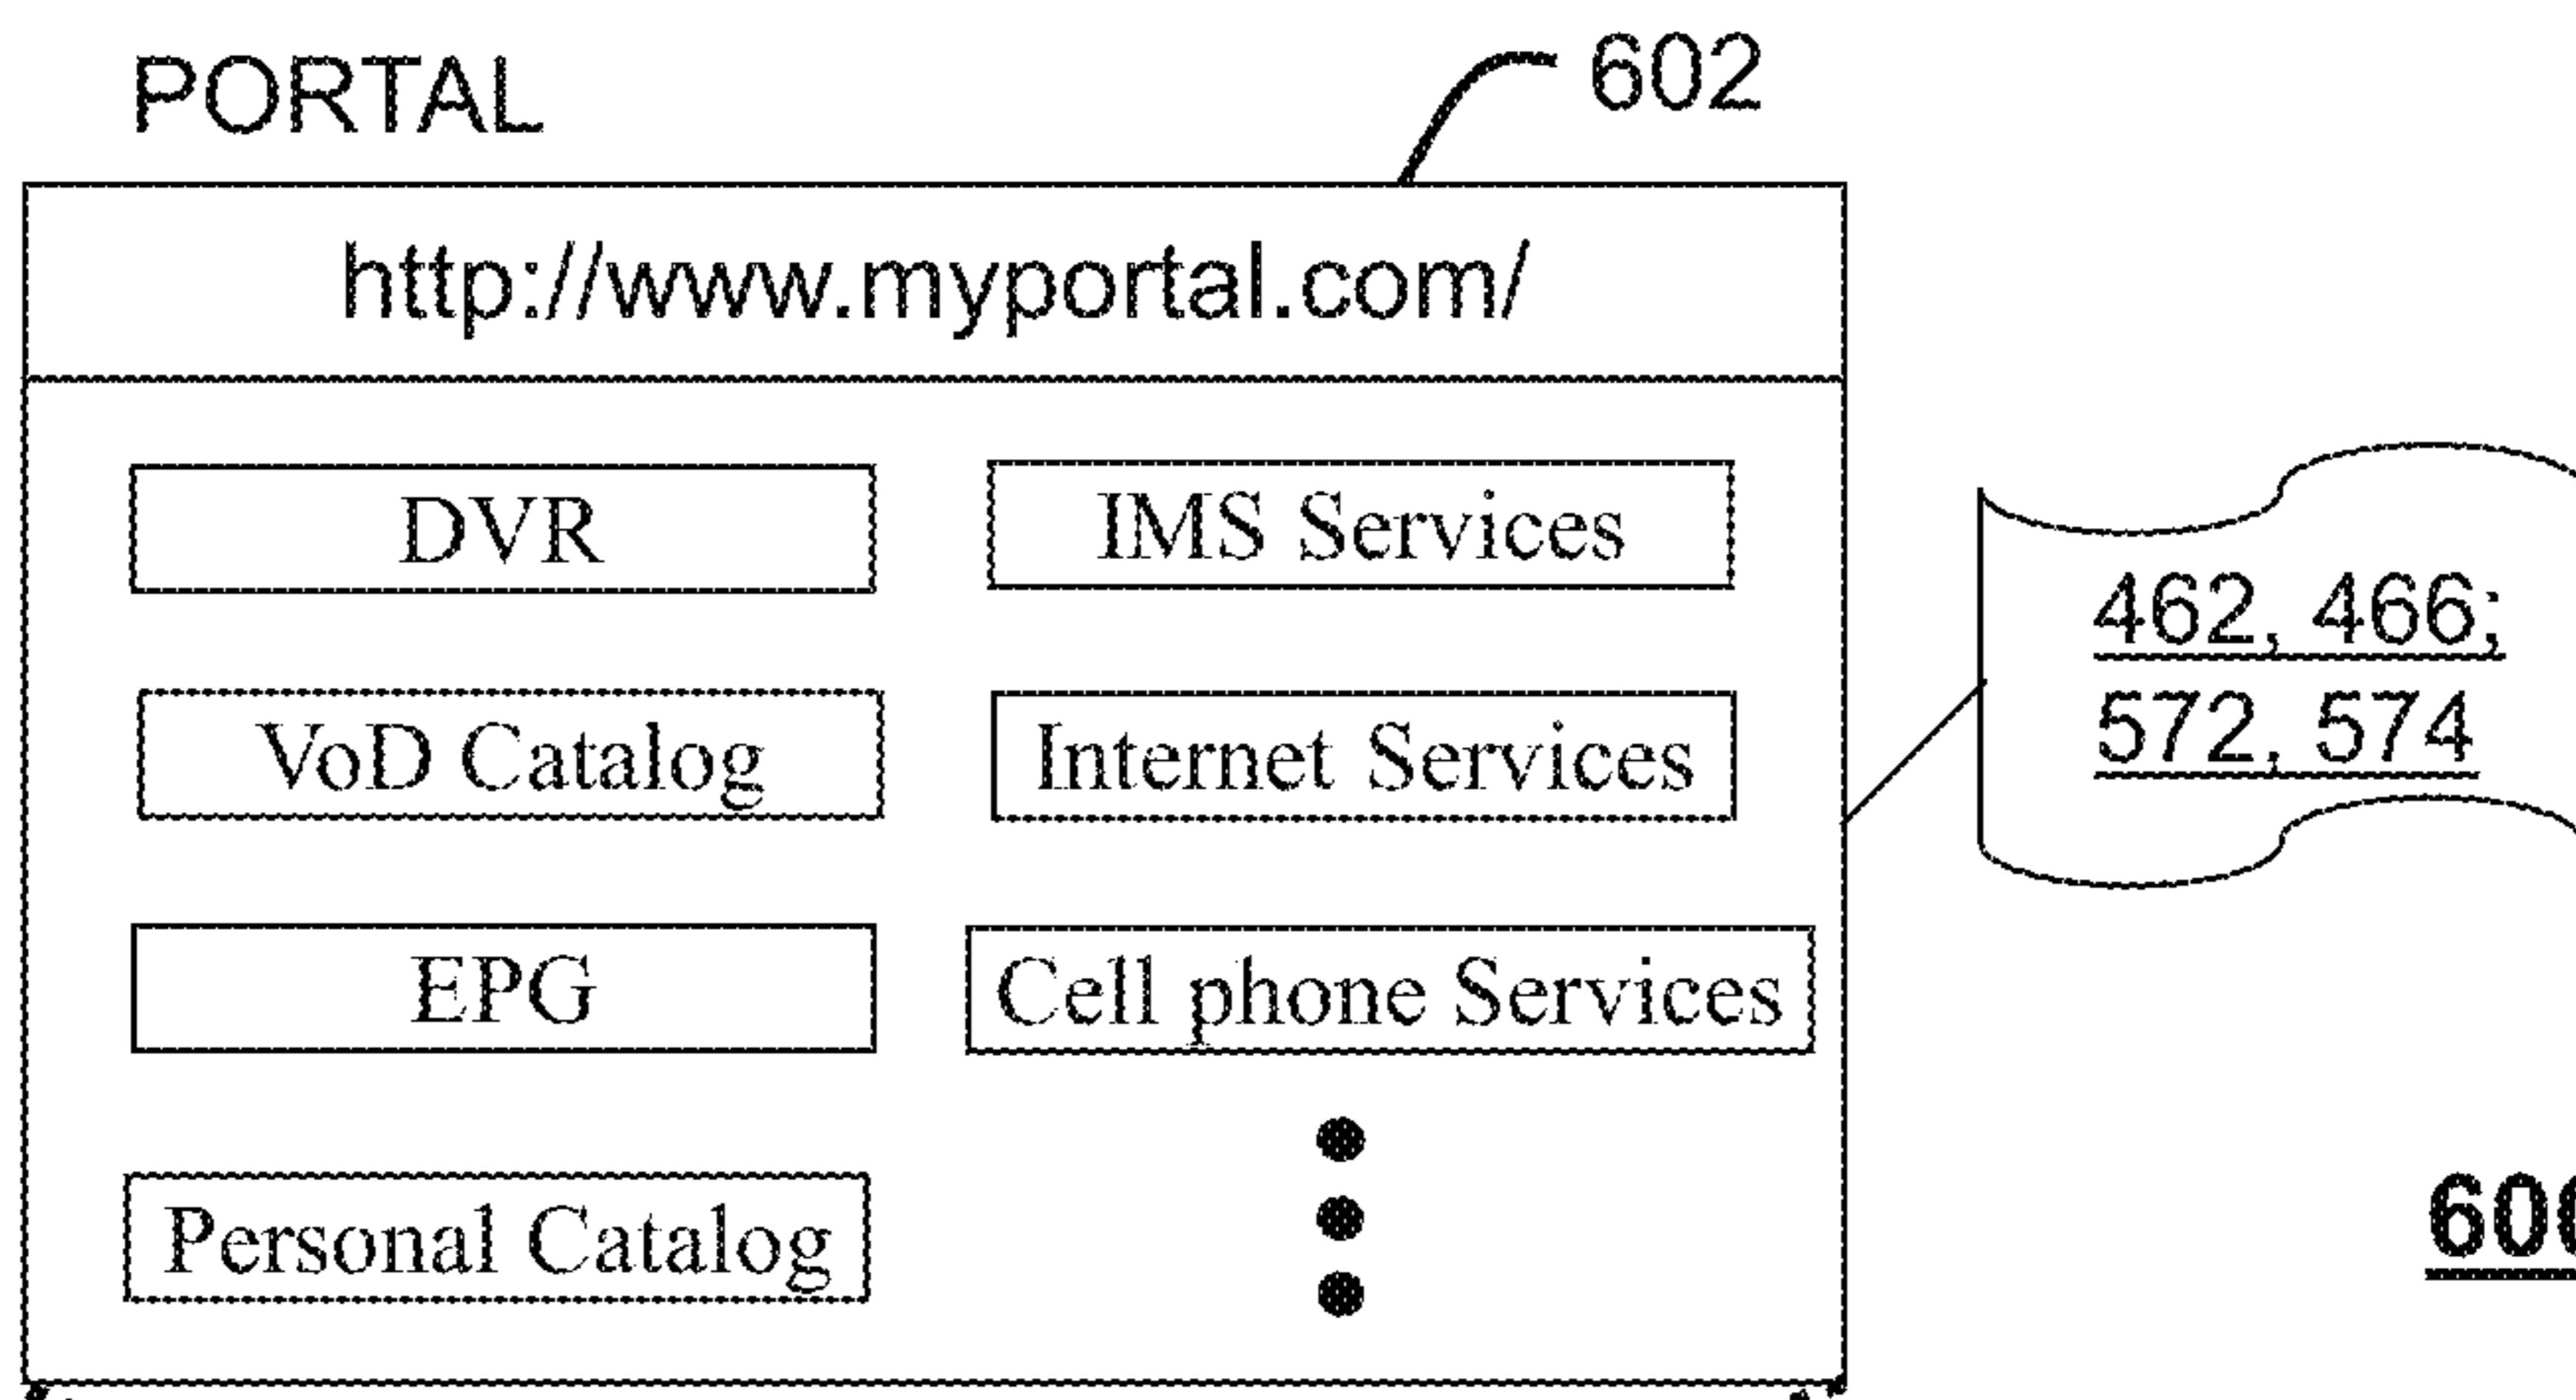 PORTAL
602
http://www.myportal.com/
DVR
IMS Services
VoD Catalog
Internet Services
EPG
Cell phone Services
Personal Catalog
462, 466;
572, 574